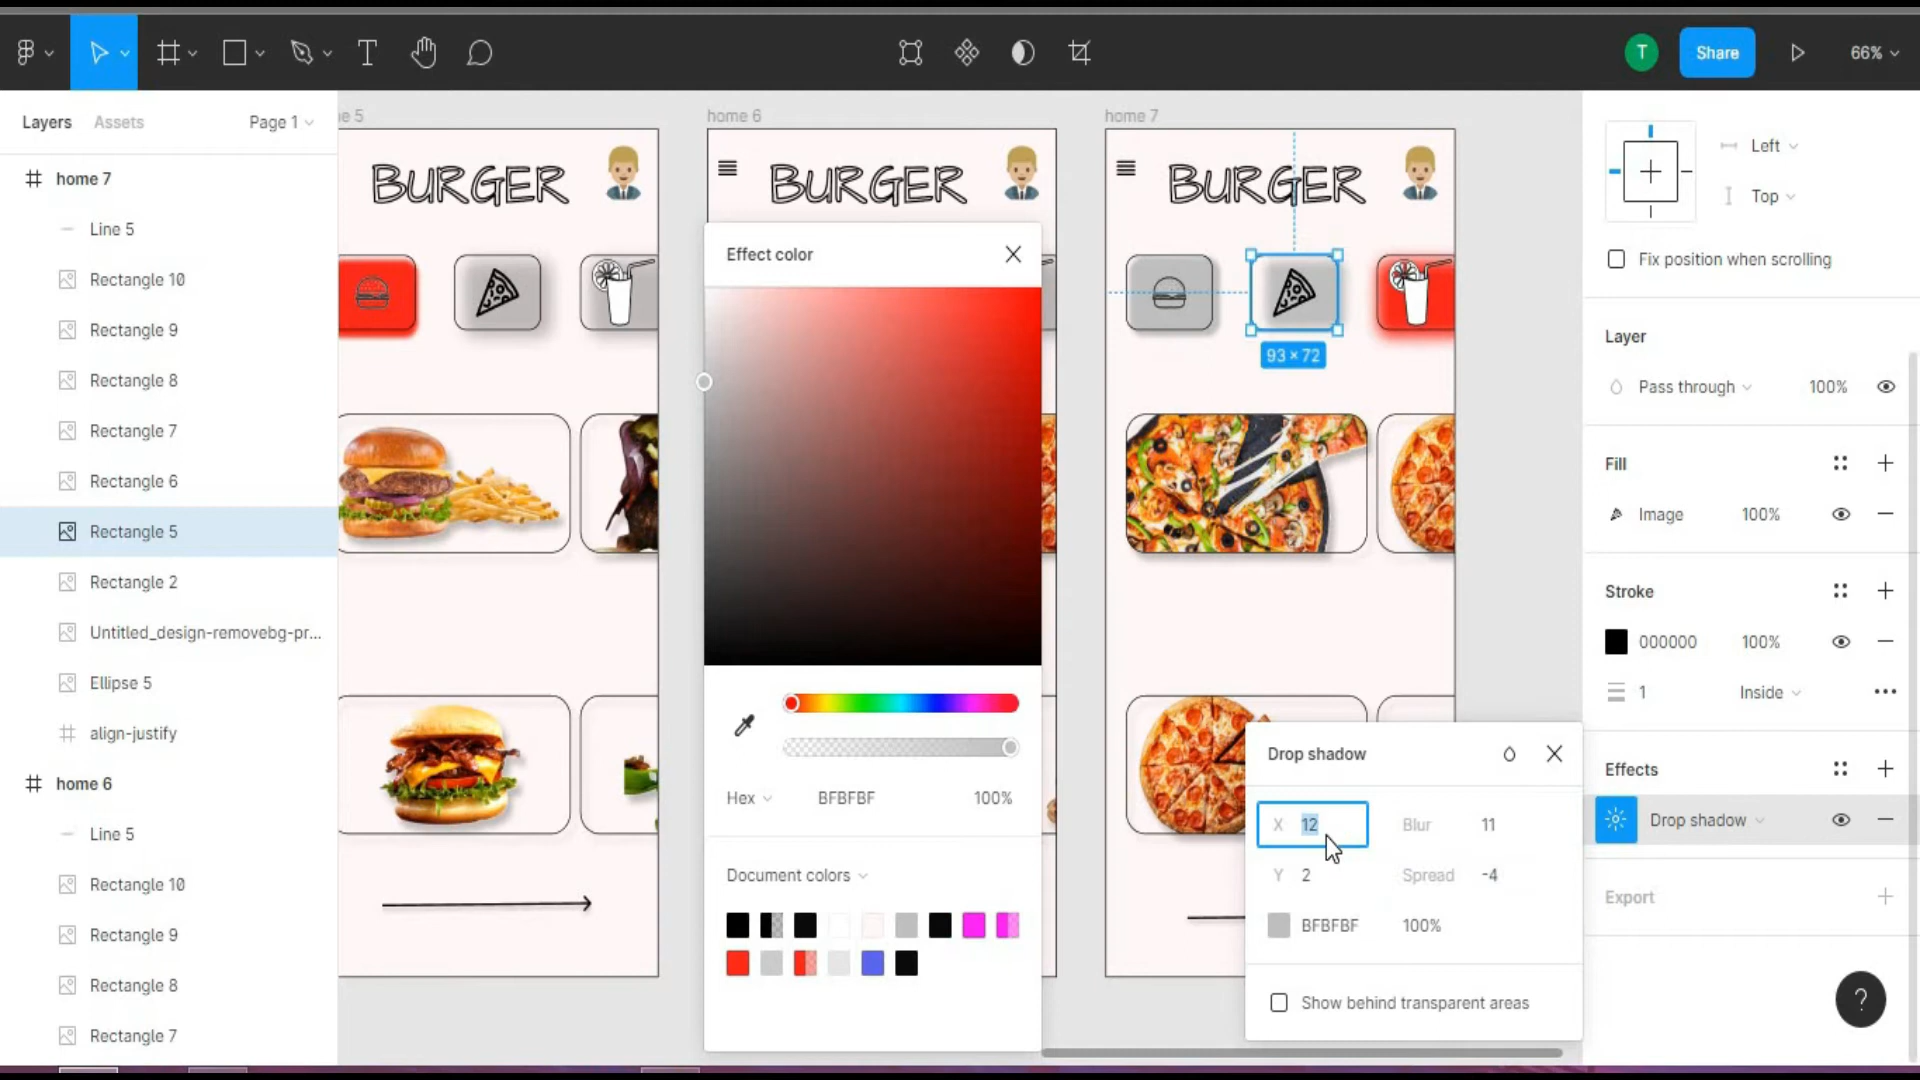 T
Share
66%
Layers
Assets
Page 1
home 7
Line 5
Rectangle 10
Rectangle 9
Rectangle 8
Rectangle 7
Rectangle 6
Rectangle 5
Rectangle 2
Untitled_design-removebg-pr...
Ellipse 5
align-justify
home 6
Line 5
Rectangle 10
Rectangle 9
Rectangle 8
Rectangle 7
home 6
home 7
BURGER
BURGER
BURGER
93 × 72
Effect color
Hex
BFBFBF
100%
Document colors
Drop shadow
X 12
Blur 11
Y 2
Spread -4
BFBFBF 100%
Show behind transparent areas
Left
Top
Fix position when scrolling
Layer
Pass through 100%
Fill
Image 100%
Stroke
000000 100%
1 Inside
Effects
Drop shadow
Export
?